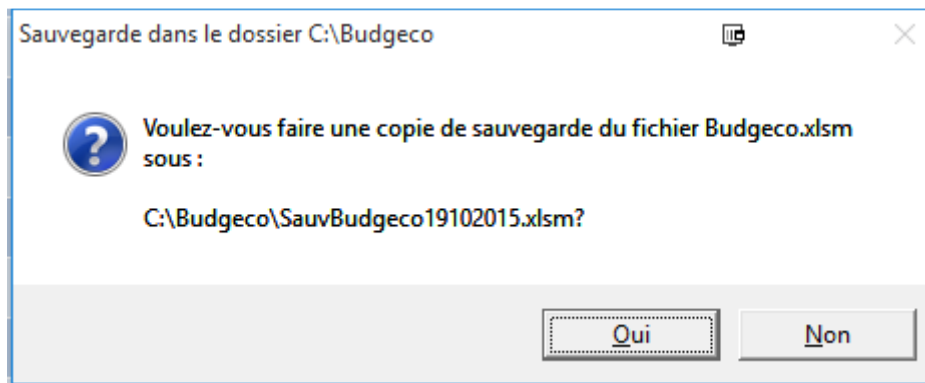 Sauvegarde dans le dossier C:\Budgeco
Voulez-vous faire une copie de sauvegarde du fichier Budgeco.xlsm
sous :
C:\Budgeco\SauvBudgeco19102015.xlsm?
Oui
Non